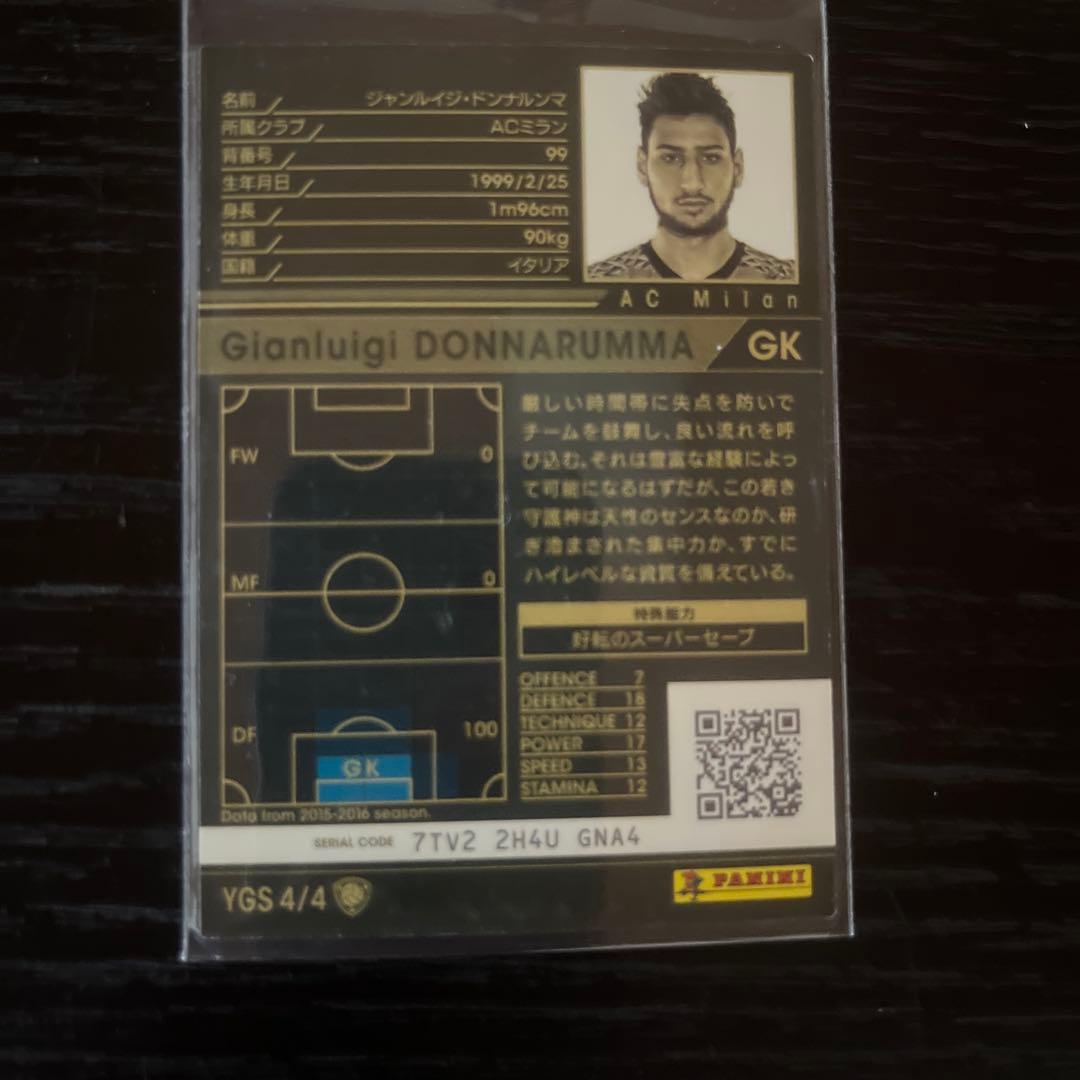 名前 ジャンルイジ・ドンナルンマ
所属クラブ ACミラン
背番号 99
生年月日 1999/2/25
身長 1m96cm
体重 90kg
国籍 イタリア
AC Milan
Gianluigi DONNARUMMA GK
FW 0
MF 0
DF 100
GK
Data from 2015-2016 season.
厳しい時間帯に失点を防いで
チームを鼓舞し、良い流れを呼
び込む。それは豊富な経験によっ
て可能になるはずだが、この若き
守護神は天性のセンスなのか、研
ぎ澄まされた集中力か、すでに
ハイレベルな資質を備えている。
特殊能力
好転のスーパーセーブ
OFFENCE 7
DEFENCE 18
TECHNIQUE 12
POWER 17
SPEED 13
STAMINA 12
SERIAL CODE 7TV2 2H4U GNA4
YGS 4/4
PANINI